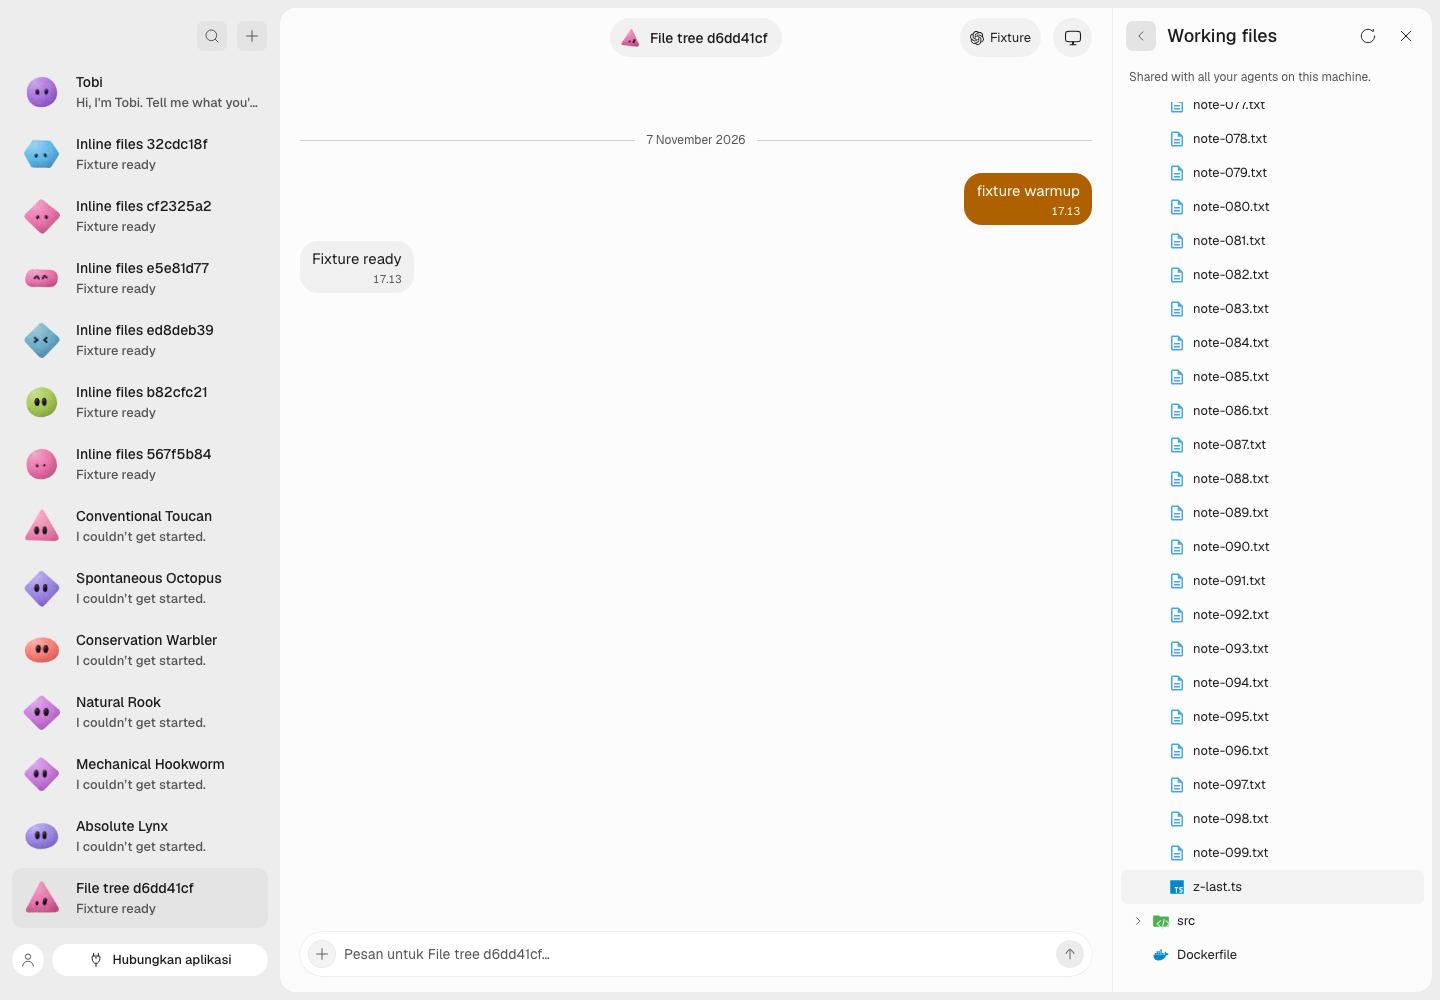 Tobi
Hi, I'm Tobi. Tell me what you'...
Inline files 32cdc18f
Fixture ready
Inline files cf2325a2
Fixture ready
Inline files e5e81d77
Fixture ready
Inline files ed8deb39
Fixture ready
Inline files b82cfc21
Fixture ready
Inline files 567f5b84
Fixture ready
Conventional Toucan
I couldn't get started.
Spontaneous Octopus
I couldn't get started.
Conservation Warbler
I couldn't get started.
Natural Rook
I couldn't get started.
Mechanical Hookworm
I couldn't get started.
Absolute Lynx
I couldn't get started.
File tree d6dd41cf
Fixture ready
Hubungkan aplikasi
File tree d6dd41cf
Fixture
7 November 2026
fixture warmup
17.13
Fixture ready
17.13
Pesan untuk File tree d6dd41cf...
Working files
Shared with all your agents on this machine.
note-077.txt
note-078.txt
note-079.txt
note-080.txt
note-081.txt
note-082.txt
note-083.txt
note-084.txt
note-085.txt
note-086.txt
note-087.txt
note-088.txt
note-089.txt
note-090.txt
note-091.txt
note-092.txt
note-093.txt
note-094.txt
note-095.txt
note-096.txt
note-097.txt
note-098.txt
note-099.txt
TS z-last.ts
src
Dockerfile